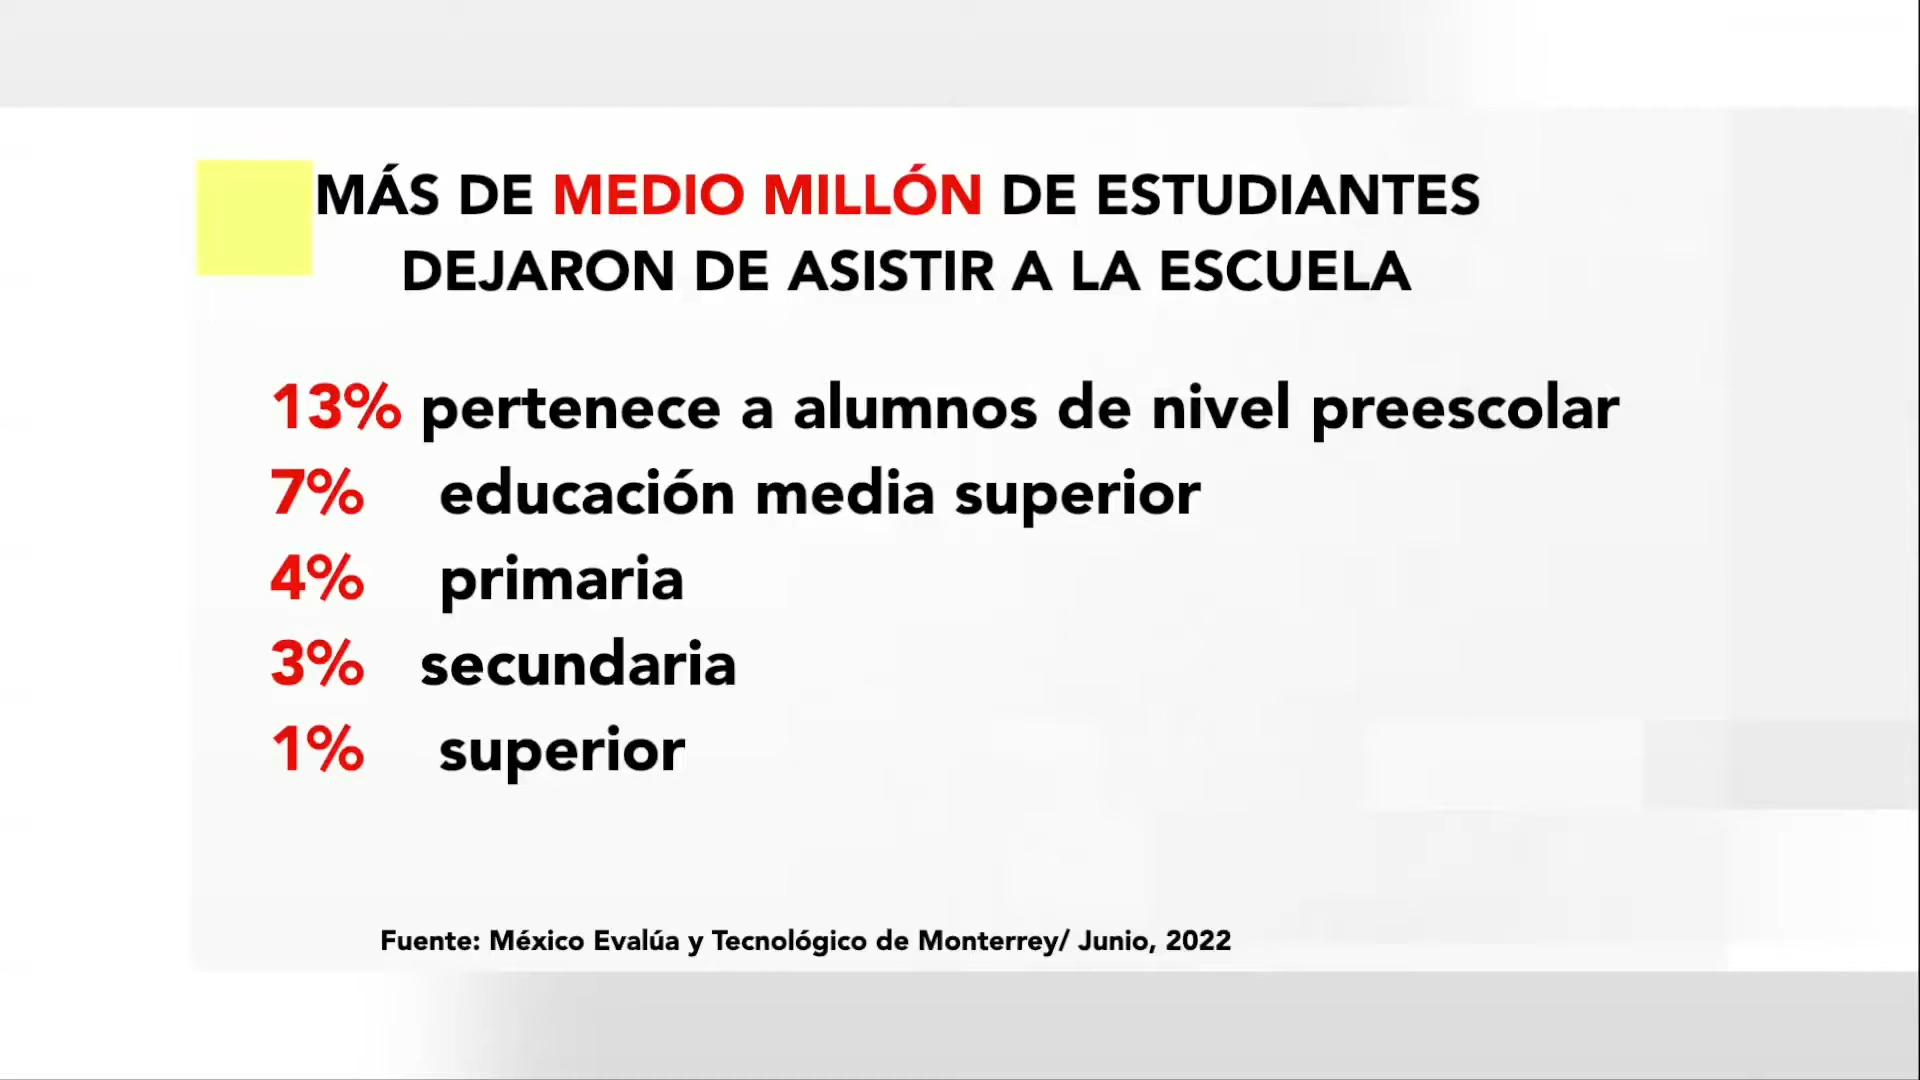 MÁS DE MEDIO MILLÓN DE ESTUDIANTES
DEJARON DE ASISTIR A LA ESCUELA
13% pertenece a alumnos de nivel preescolar
7% educación media superior
4% primaria
3% secundaria
1% superior
Fuente: México Evalúa y Tecnológico de Monterrey/ Junio, 2022